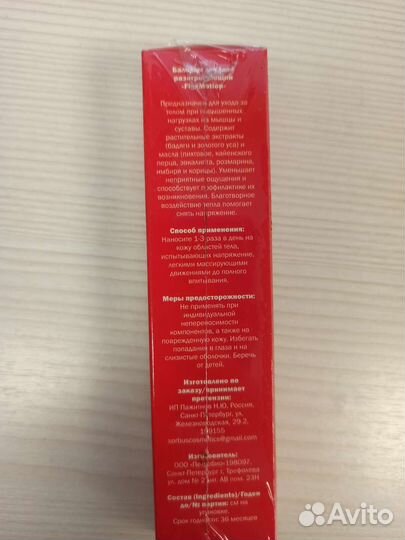 Бальзам для тела
разогревающий
«FlexMotion»
Предназначен для ухода за
телом при повышенных
нагрузках на мышцы и
суставы. Содержит
растительные экстракты
(бадяги и золотого уса) и
масла (пихтовое, кайенского
перца, эвкалипта, розмарина,
имбиря и корицы). Уменьшает
неприятные ощущения и
способствует профилактике их
возникновения. Благотворное
воздействие тепла помогает
снять напряжение.
Способ применения:
Наносите 1-3 раза в день на
кожу областей тела,
испытывающих напряжение,
легкими массирующими
движениями до полного
впитывания.
Меры предосторожности:
Не применять при
индивидуальной
непереносимости
компонентов, а также на
поврежденную кожу. Избегать
попадания в глаза и на
слизистые оболочки. Беречь
от детей.
Изготовлено по
заказу/принимает
претензии:
ИП Пажитнов Н.Ю. Россия,
Санкт-Петербург, ул.
Железноводская, 29.2,
199155
sorbuscosmetics@gmail.com
Изготовитель:
ООО 198097,
Санкт-Петербург г, Трефолева
ул, дом № 2 лит. АВ пом. 23Н
Состав (Ingredients)/Годен
до/№ партии: см на
упаковке.
Срок годности: 36 месяцев
Avito